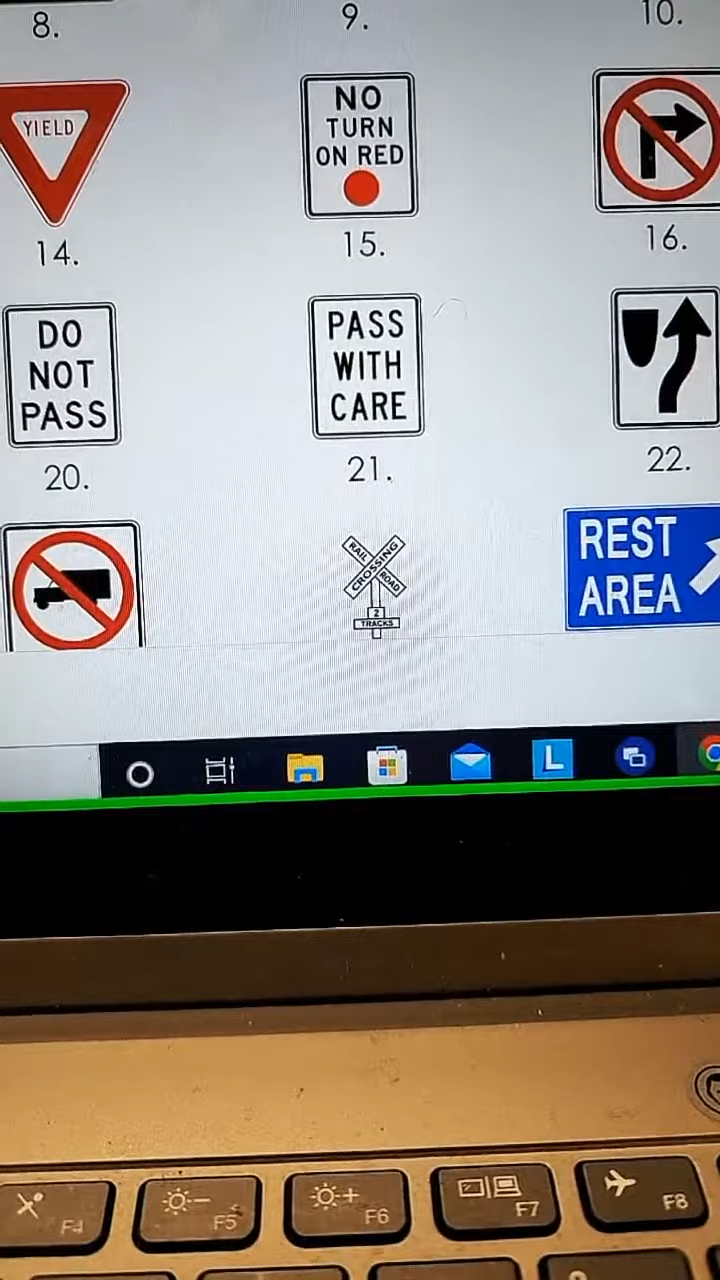 8.
9.
10.
YIELD
14.
NO
TURN
ON RED
15.
16.
DO
NOT
PASS
20.
PASS
WITH
CARE
21.
22.
RAIL
CROSSING
ROAD
2
TRACKS
REST
AREA
L
F4
F5
F6
F7
F8